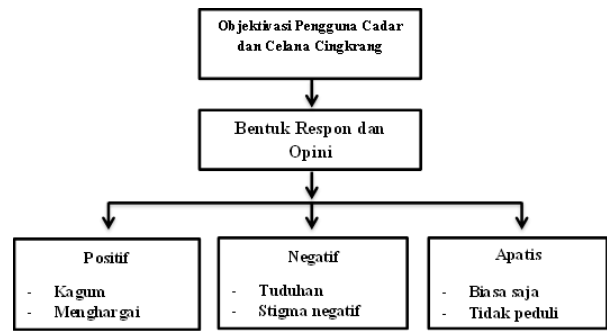 Objektivasi Pengguna Cadar
dan Celana Cingkrang
Bentuk Respon dan
Opini
Positif
- Kagum
- Menghargai
Negatif
- Tuduhan
- Stigma negatif
Apatis
- Biasa saja
- Tidak peduli